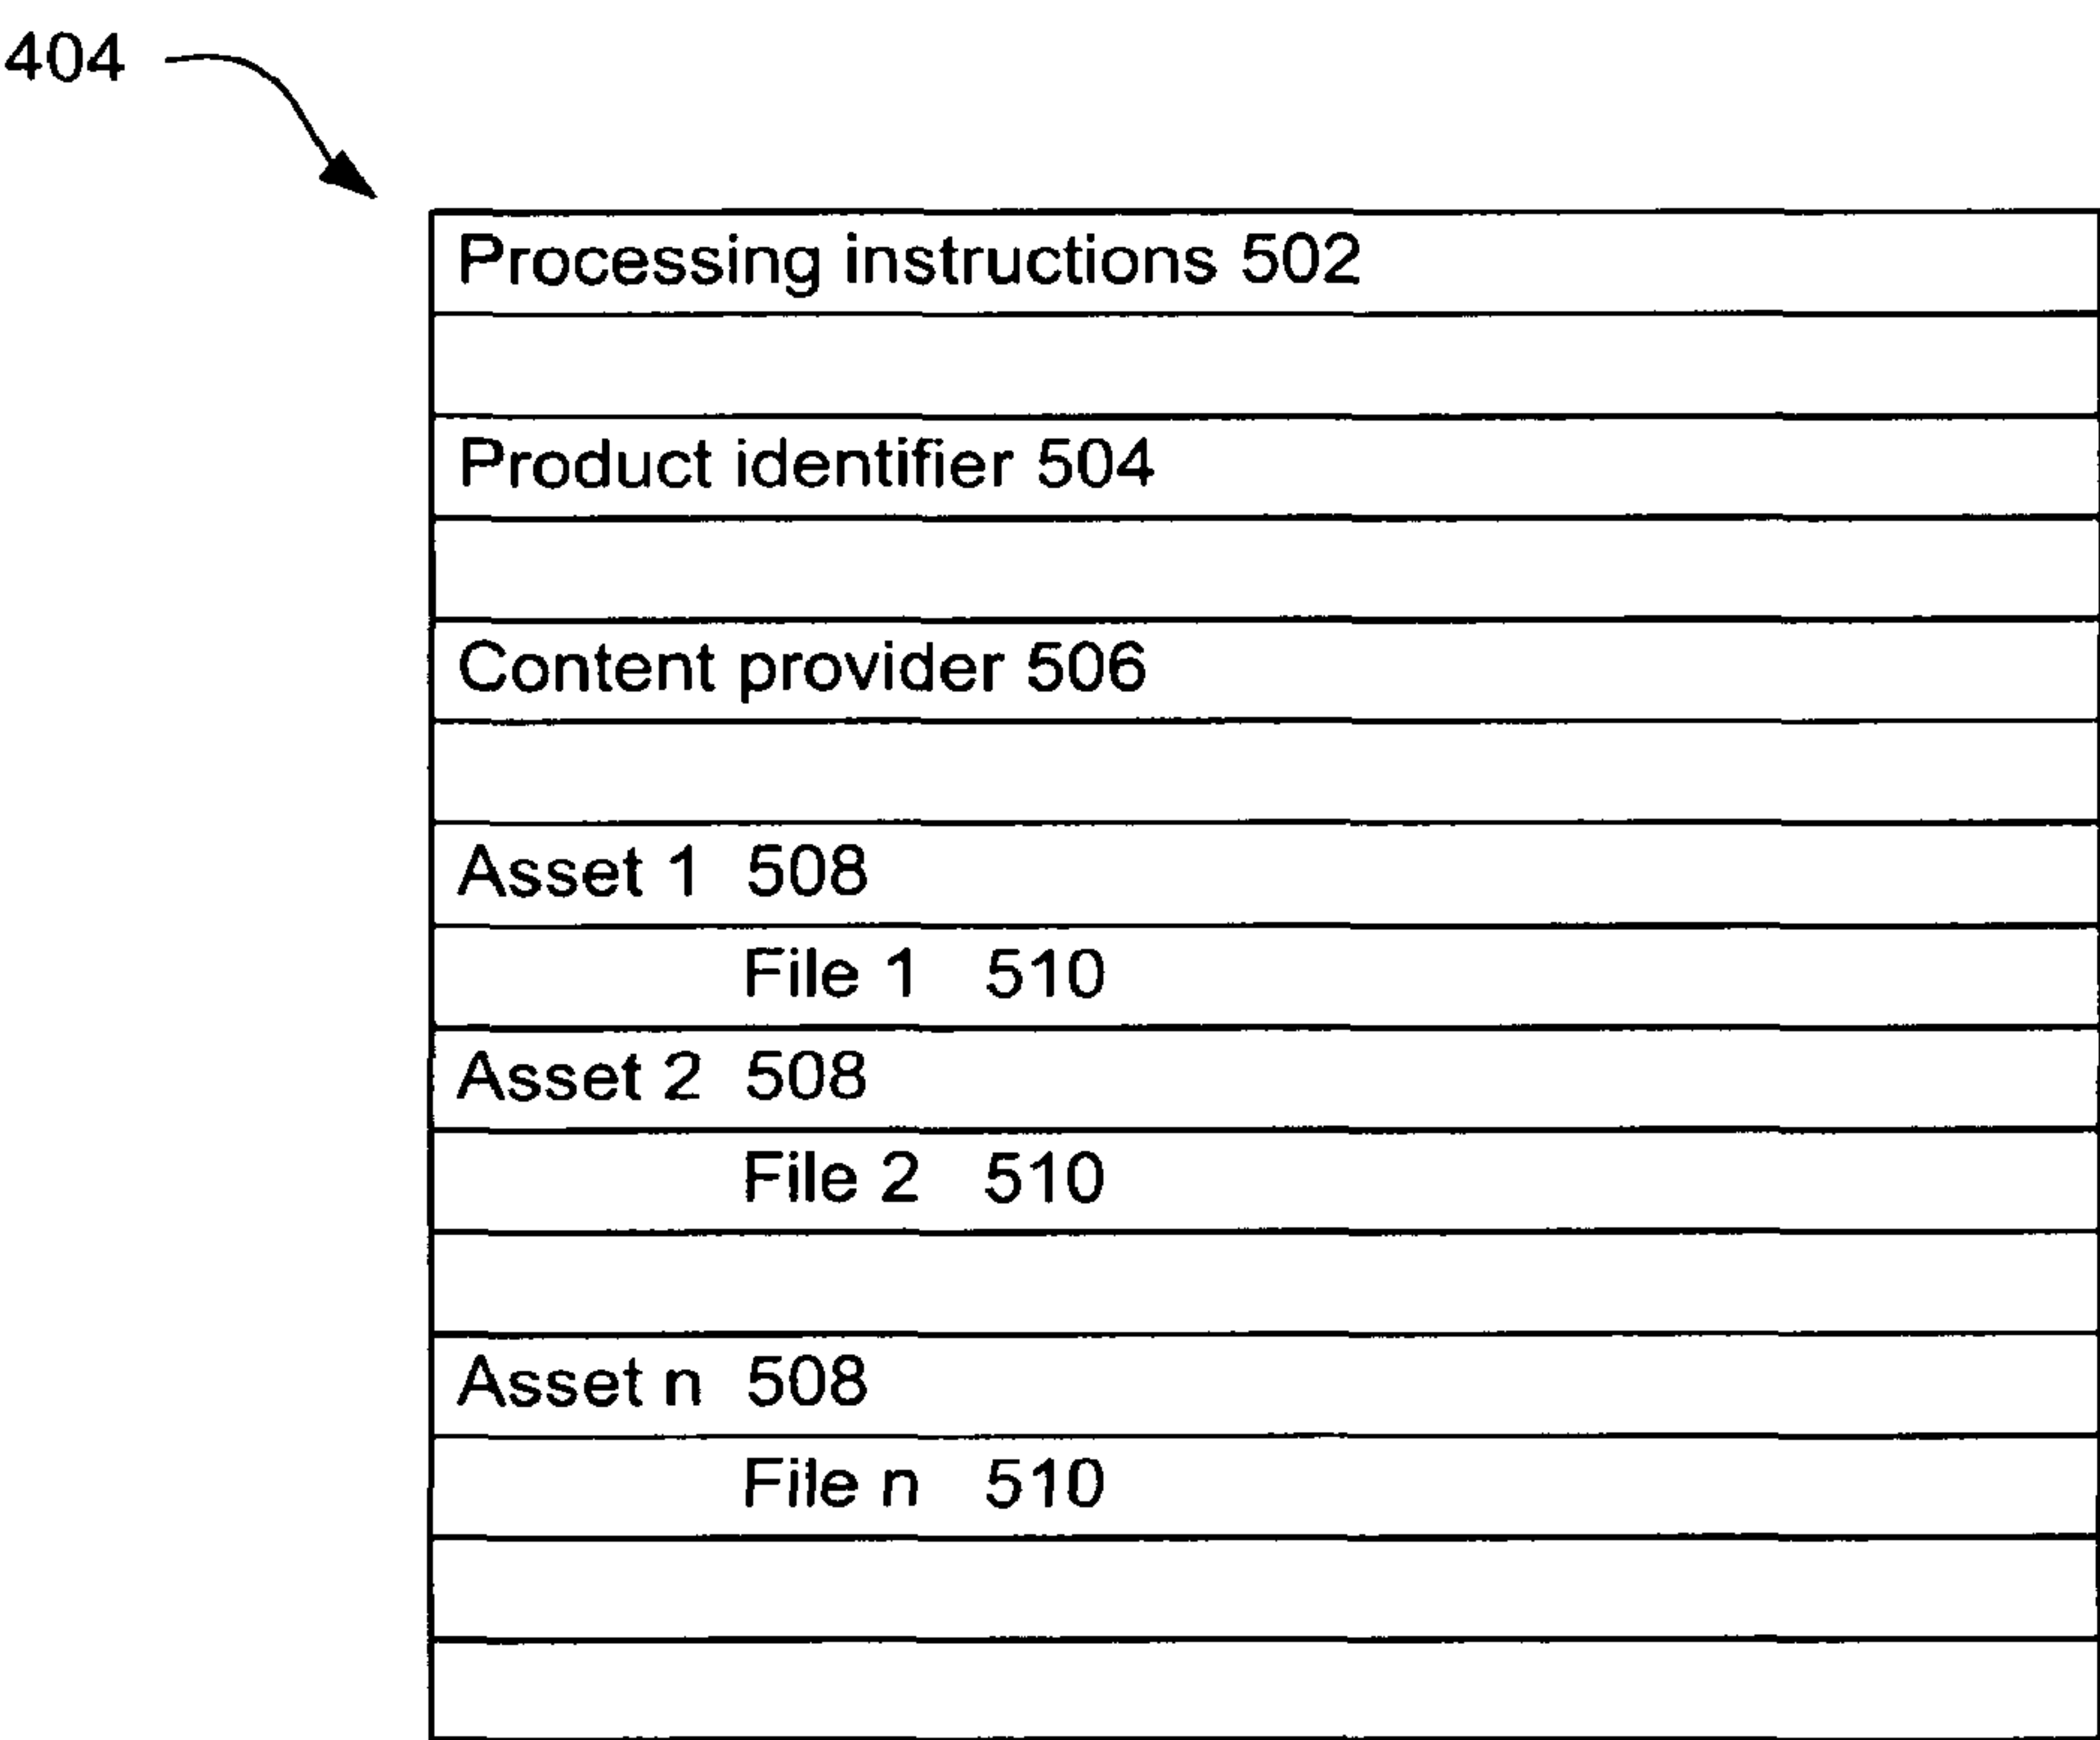 404
Processing instructions 502
Product identifier 504
Content provider 506
Asset 1 508
File 1 510
Asset 2 508
File 2 510
Asset n 508
File n 510